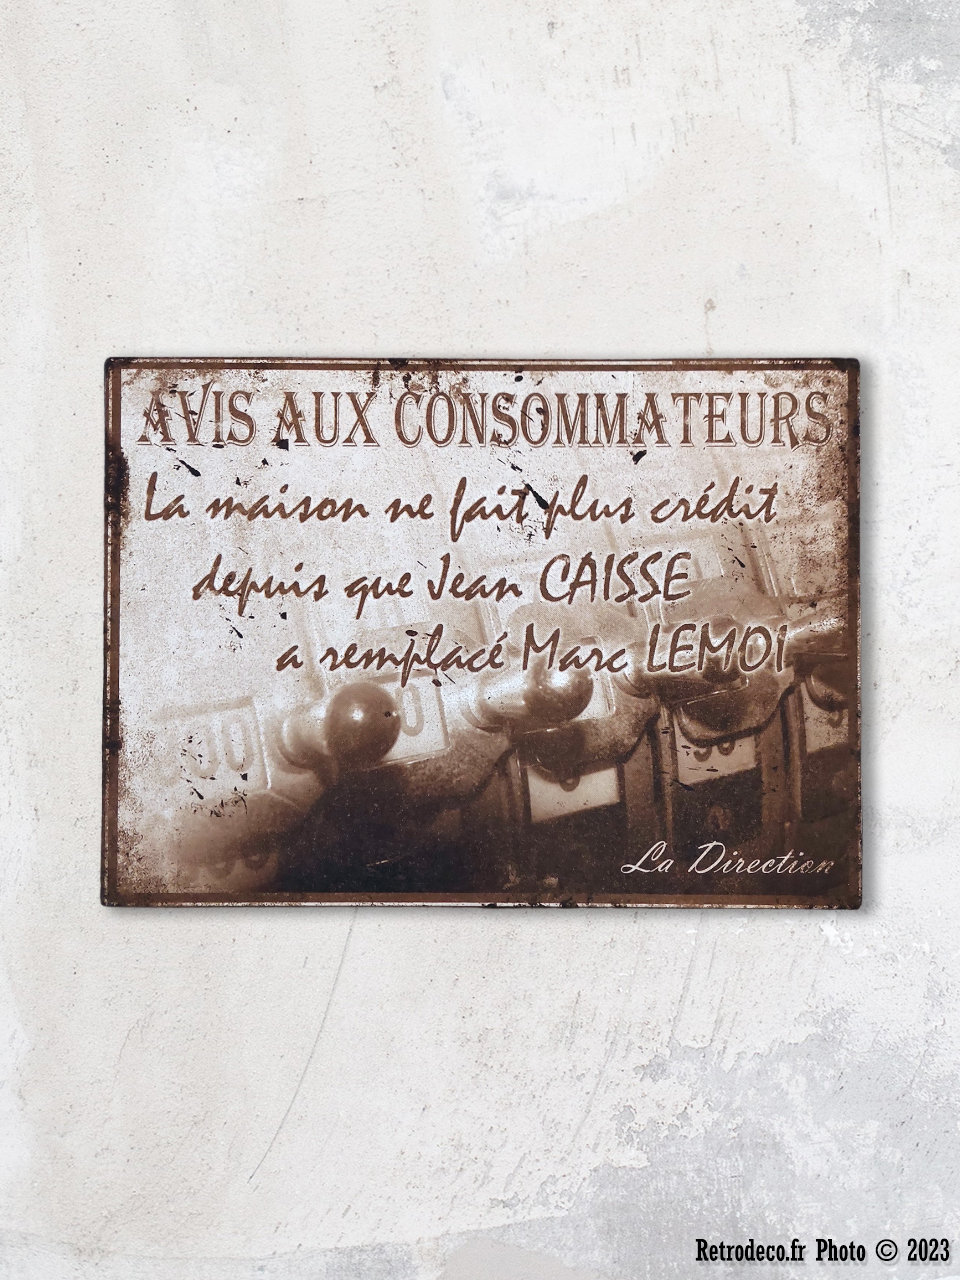 AVIS AUX CONSOMMATEURS
La maison ne fait plus crédit
depuis que Jean CAISSE
a remplacé Marc LEMOI
La Direction
Retrodeco.fr Photo © 2023